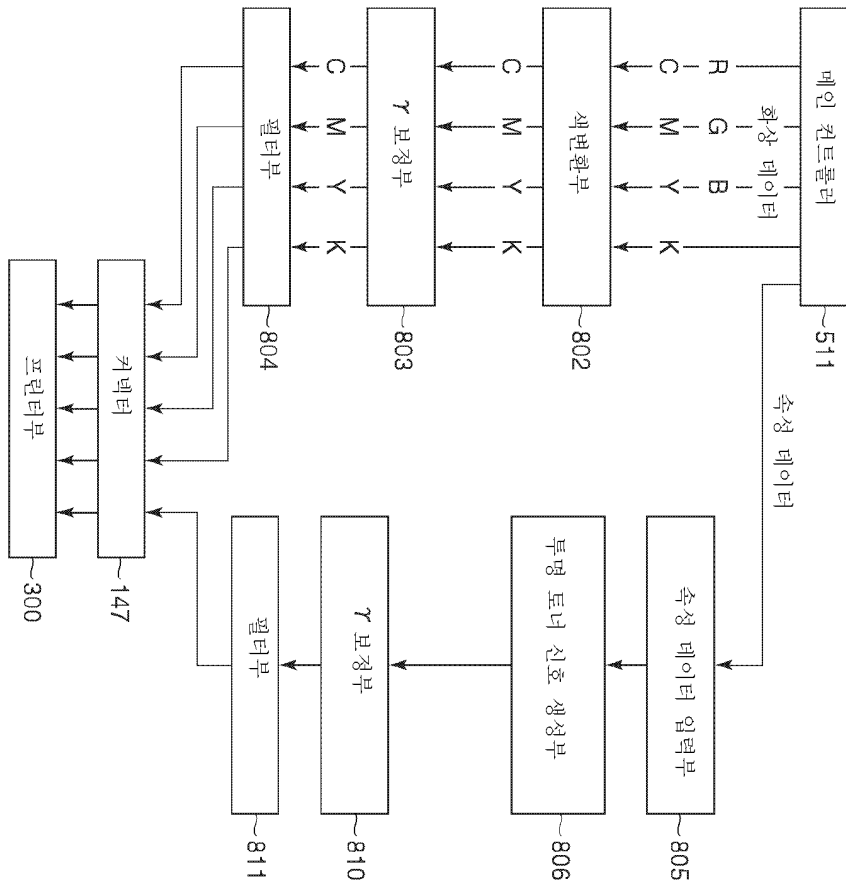 메인 컨트롤러
511
화상 데이터
R G B
C M Y K
속성 데이터
색변환부
802
C M Y K
γ 보정부
803
C M Y K
필터부
804
속성 데이터 입력부
805
투명 토너 신호 생성부
806
γ 보정부
810
필터부
811
커넥터
147
프린터부
300